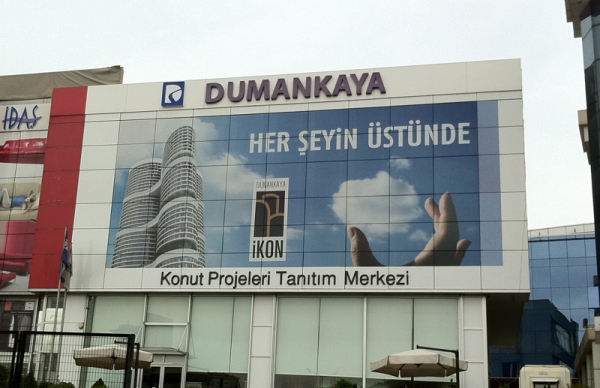 DUMANKAYA
İDAŞ
HER ŞEYİN ÜSTÜNDE
DUMANKAYA
İKON
Konut Projeleri Tanıtım Merkezi